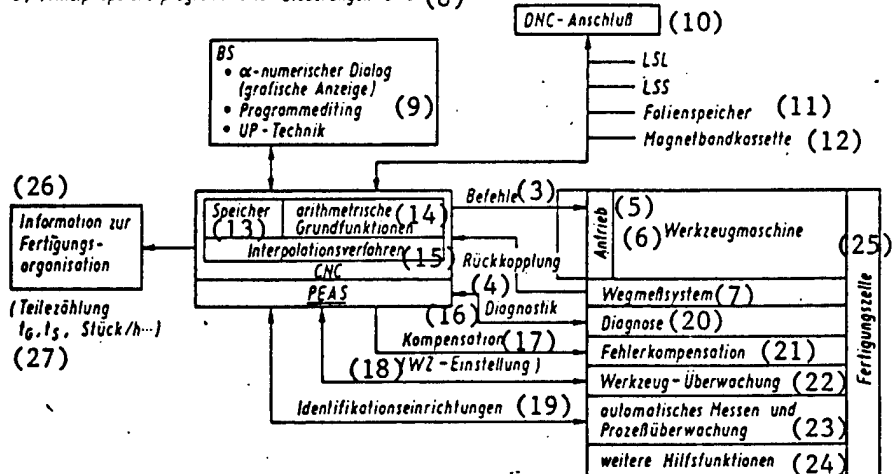 (8)
DNC-Anschluß (10)
LSL
LSS
Folienspeicher (11)
Magnetbandkassette (12)
BS
• α-numerischer Dialog
(grafische Anzeige)
• Programmediting (9)
• UP-Technik
(26)
Information zur
Fertigungs-
organisation
(Teilezählung
tG, tS, Stück/h...)
(27)
Speicher (13)
arithmetrische (14)
Grundfunktionen
Interpolationsverfahren (15)
CNC
PEAS
(16)
Befehle (3)
Rückkopplung
(4)
Diagnostik
Kompensation (17)
(18) (WZ-Einstellung)
Identifikationseinrichtungen (19)
Antrieb (5)
(6) Werkzeugmaschine
(25)
Fertigungszelle
Wegmeßsystem (7)
Diagnose (20)
Fehlerkompensation (21)
Werkzeug-Überwachung (22)
automatisches Messen und
Prozeßüberwachung (23)
weitere Hilfsfunktionen (24)